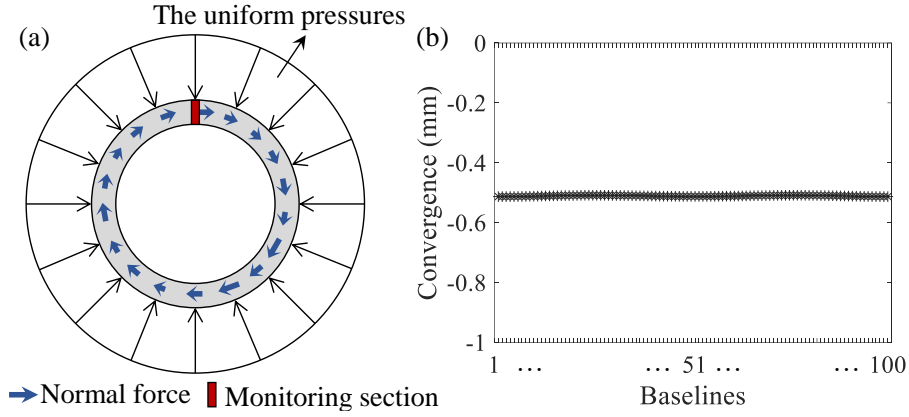 The uniform pressures
(a)
Normal force
Monitoring section
(b)
0
-0.2
-0.4
-0.6
-0.8
-1
Convergence (mm)
1 … … 51 … … 100
Baselines